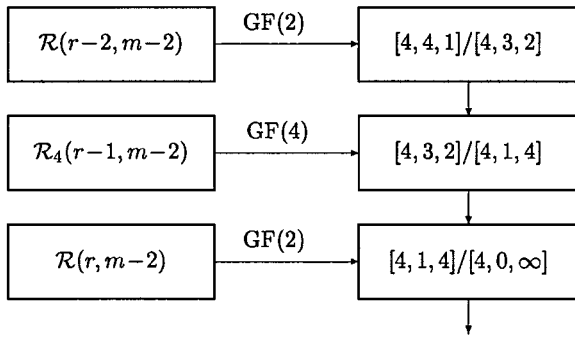 R(r−2, m−2) GF(2) [4, 4, 1]/[4, 3, 2]
R₄(r−1, m−2) GF(4) [4, 3, 2]/[4, 1, 4]
R(r, m−2) GF(2) [4, 1, 4]/[4, 0, ∞]